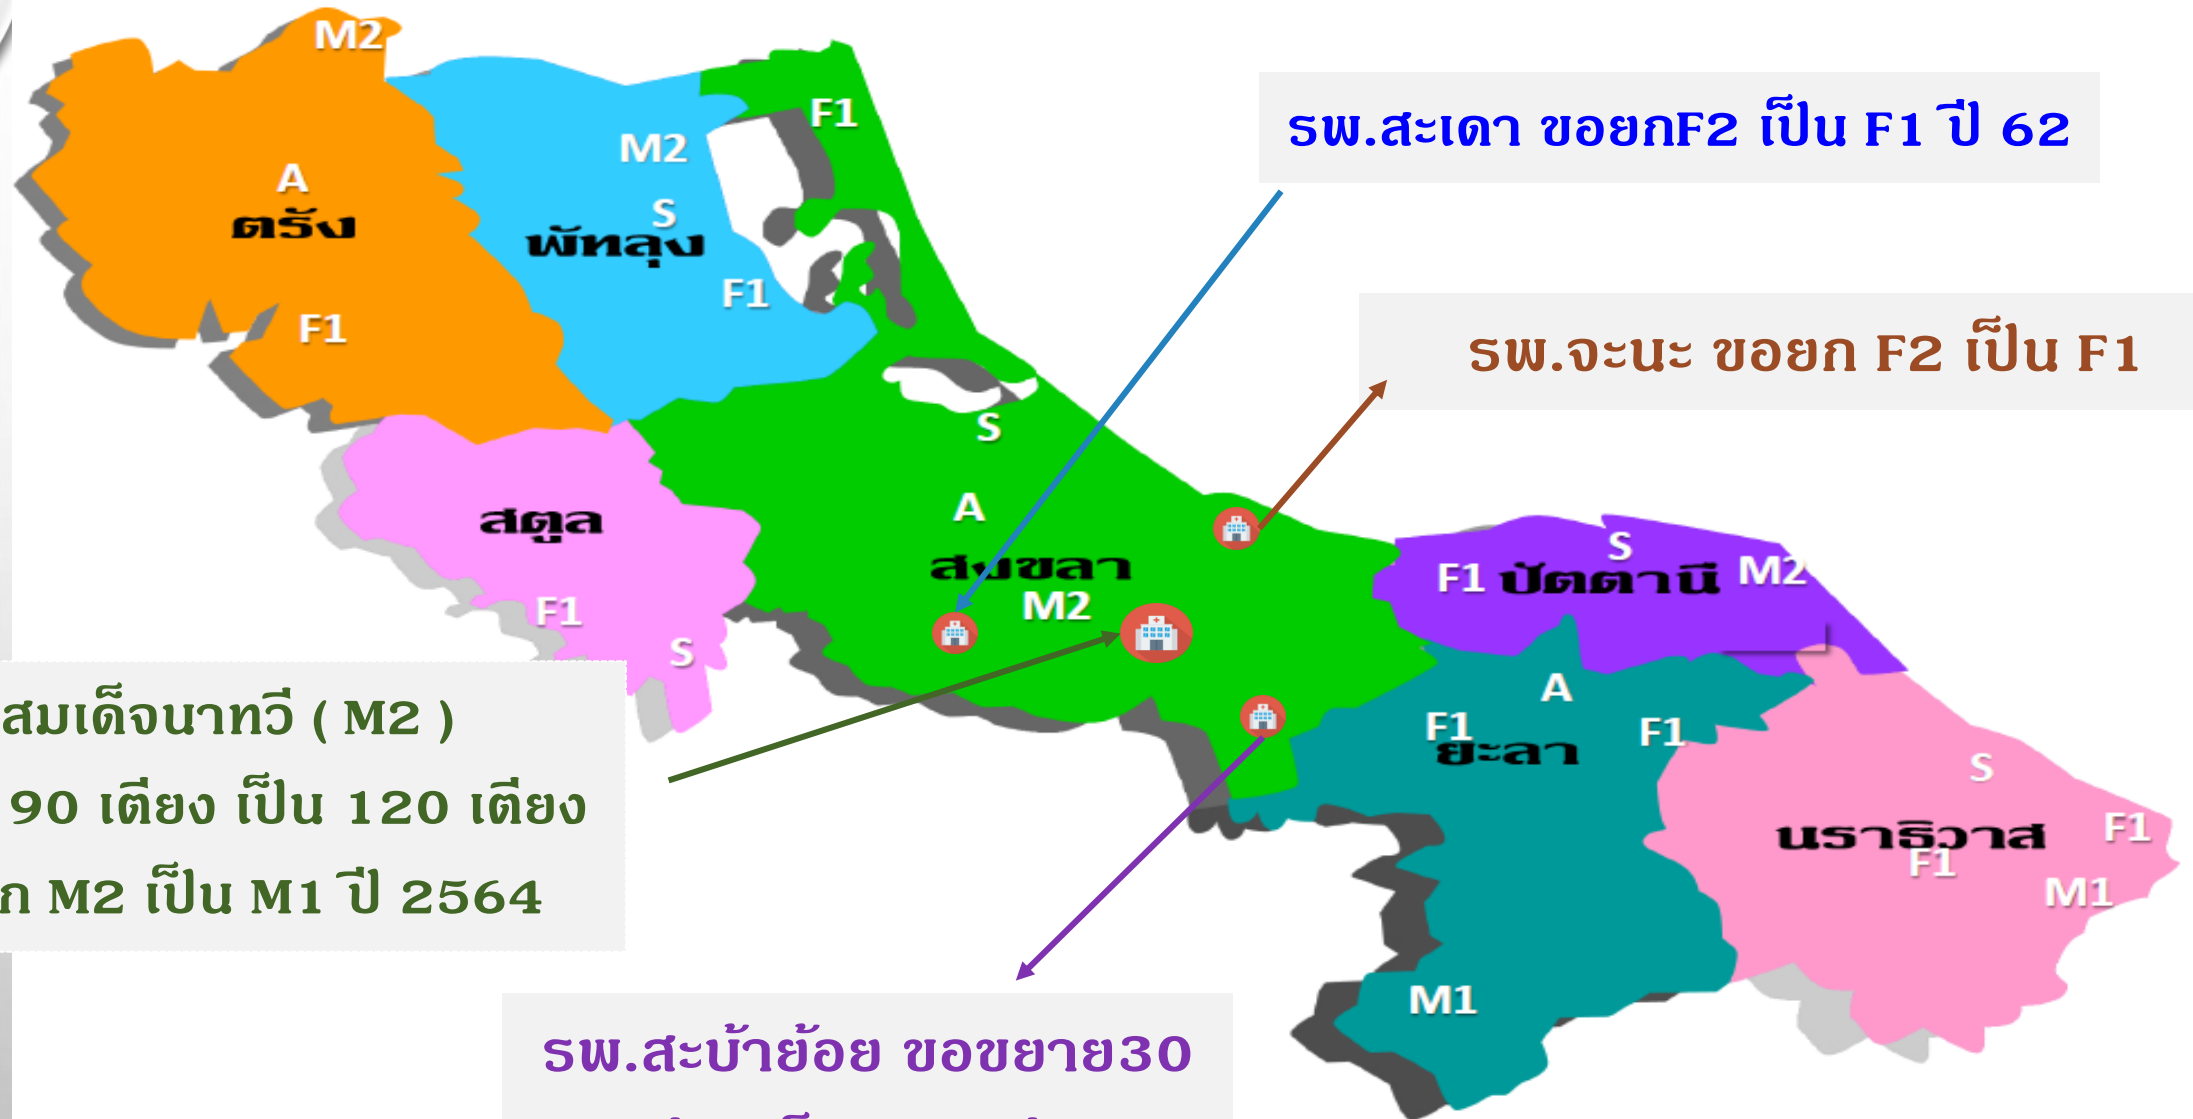 M2
F1
รพ.สะเดา ขอยกF2 เป็น F1 ปี 62
M2
A
S
ตรัง
พัทลุง
F1
F1
รพ.จะนะ ขอยก F2 เป็น F1
S
A
สตูล
สงขลา
S
F1 ปัตตานี M2
M2
F1
S
สมเด็จนาทวี ( M2 )
90 เตียง เป็น 120 เตียง
ก M2 เป็น M1 ปี 2564
A
F1
F1
ยะลา
S
นราธิวาส
F1
F1
M1
M1
รพ.สะบ้าย้อย ขอขยาย30